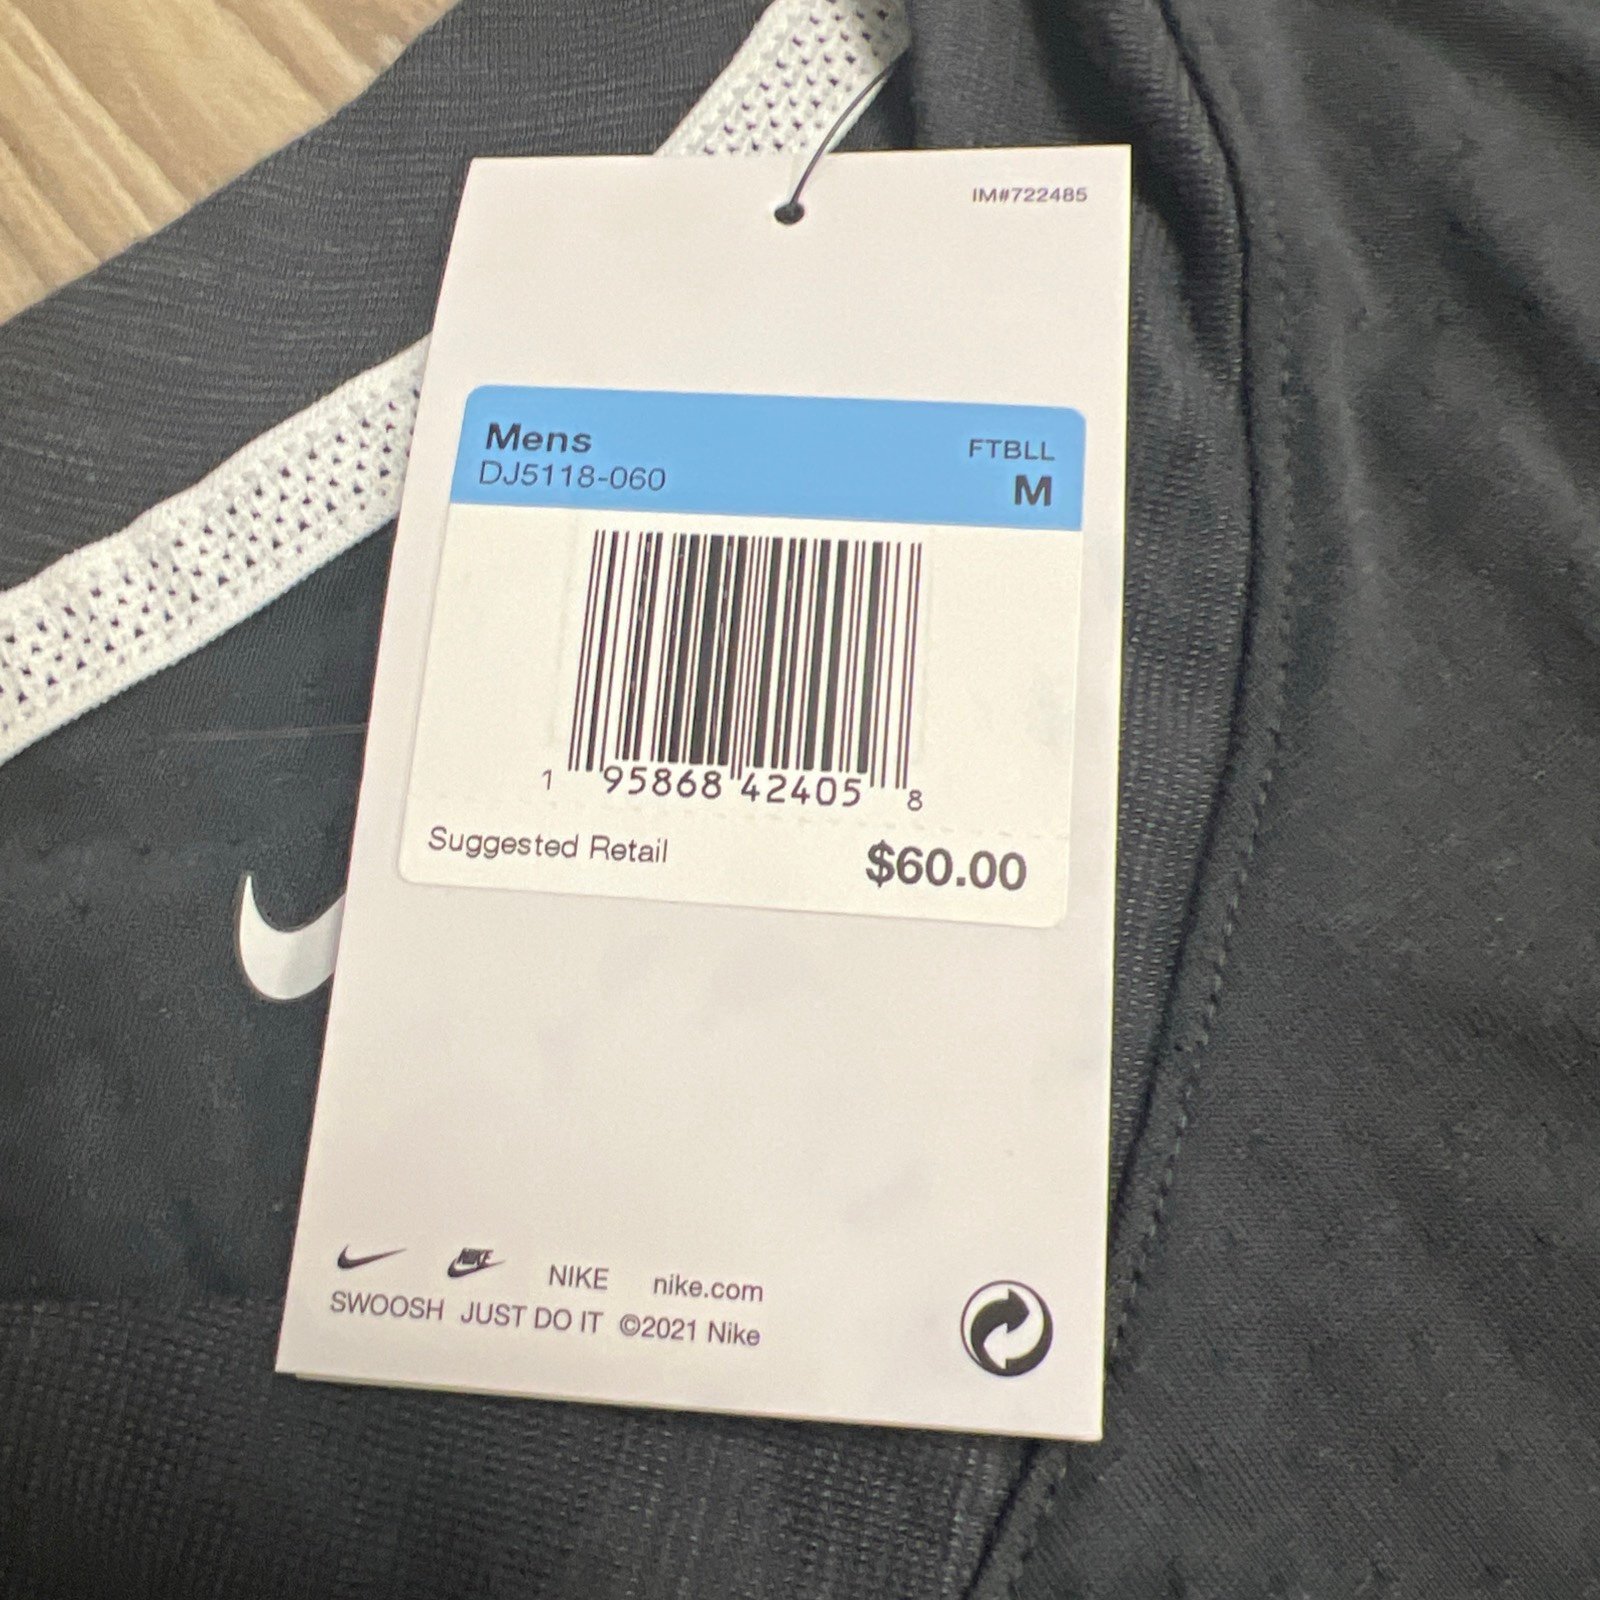 IM#722485
Mens
FTBLL
DJ5118-060
M
1 95868 42405 8
Suggested Retail
$60.00
NIKE NIKE nike.com
SWOOSH JUST DO IT ©2021 Nike